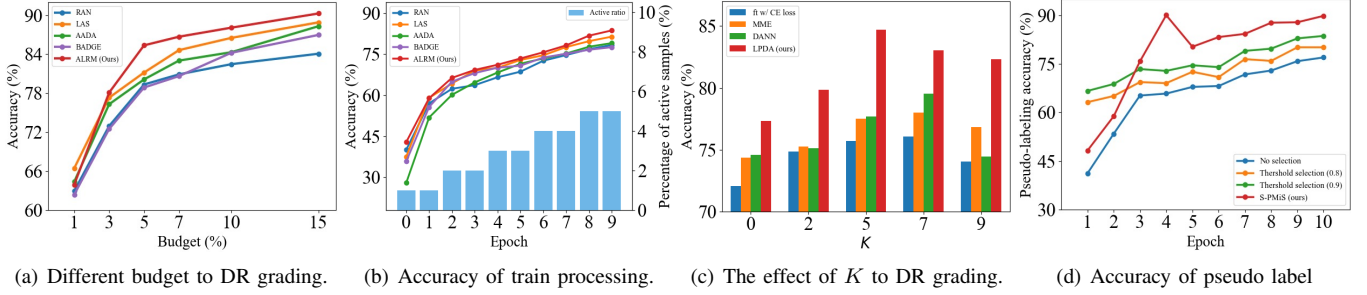 Accuracy (%)
90
84
78
72
66
60
RAN
LAS
AADA
BADGE
ALRM (Ours)
1 3 5 7 10 15
Budget (%)
(a) Different budget to DR grading.
Accuracy (%)
90
75
60
45
30
RAN
LAS
AADA
BADGE
ALRM (Ours)
Active ratio
10
8
6
4
2
0
Percentage of active samples (%)
0 1 2 3 4 5 6 7 8 9
Epoch
(b) Accuracy of train processing.
Accuracy (%)
85
80
75
70
ft w/ CE loss
MME
DANN
LPDA (ours)
0 2 5 7 9
K
(c) The effect of K to DR grading.
Pseudo-labeling accuracy (%)
90
75
60
45
30
No selection
Thershold selection (0.8)
Thershold selection (0.9)
S-PMiS (ours)
1 2 3 4 5 6 7 8 9 10
Epoch
(d) Accuracy of pseudo label